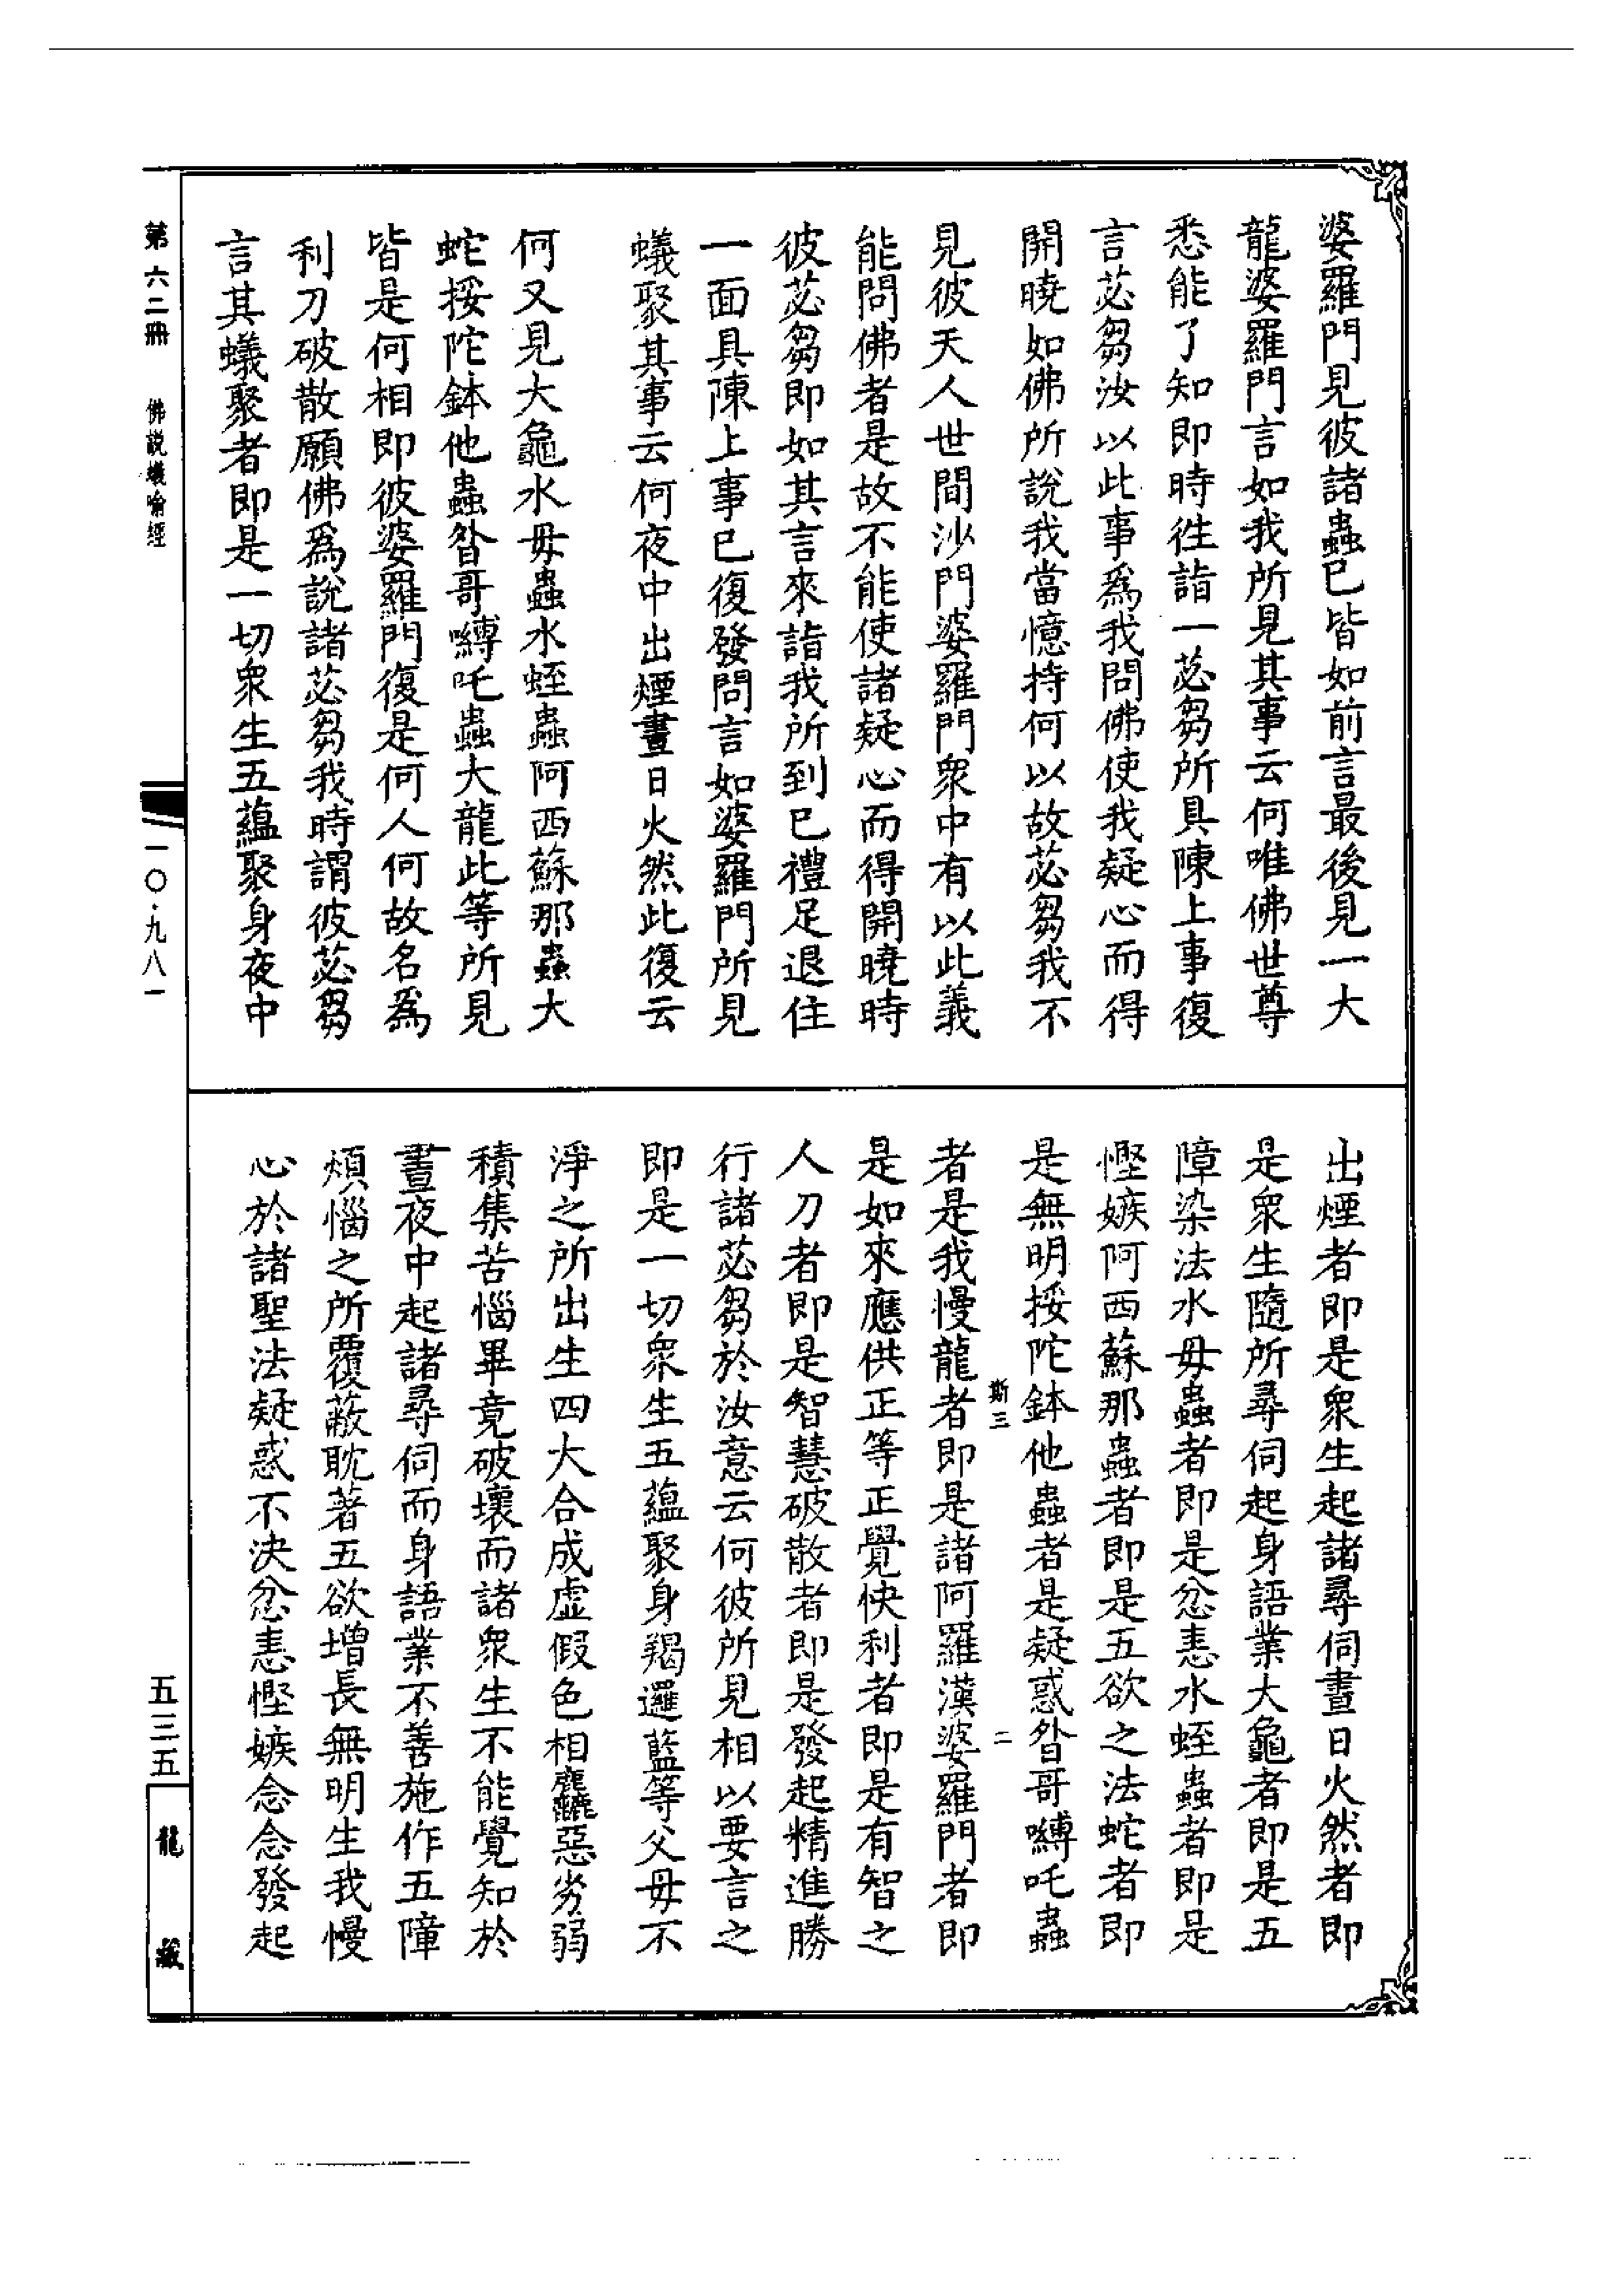 婆羅門見彼諸蟲已皆如前言最後見一大
龍婆羅門言如我所見其事云何唯佛世尊
悉能了知即時徃詣一苾芻所具陳上事復
言苾芻汝以此事爲我問佛使我疑心而得
開曉如佛所說我當憶持何以故苾芻我不
見彼天人世間沙門婆羅門衆中有以此義
能問佛者是故不能使諸疑心而得開曉時
彼苾芻即如其言來詣我所到已禮足退住
一面具陳上事已復發問言如婆羅門所見
蟻聚其事云何夜中出煙晝日火然此復云
何又見大龜水母蟲水蛭蟲阿西蘇那蟲大
蛇挼陀鉢他蟲喒哥嚩吒蟲大龍此等所見
皆是何相即彼婆羅門復是何人何故名爲
利刀破散願佛爲說諸苾芻我時謂彼苾芻
言其蟻聚者即是一切衆生五蘊聚身夜中
出煙者即是衆生起諸尋伺晝日火然者即
是衆生隨所尋伺起身語業大龜者即是五
障染法水母蟲者即是忿恚水蛭蟲者即是
慳嫉阿西蘇那蟲者即是五欲之法蛇者即
是無明挼陀鉢他蟲者是疑惑喒哥嚩吒蟲
斯三 二
者是我慢龍者即是諸阿羅漢婆羅門者即
是如來應供正等正覺快利者即是有智之
人刀者即是智慧破散者即是發起精進勝
行諸苾芻於汝意云何彼所見相以要言之
即是一切衆生五蘊聚身羯邏藍等父母不
淨之所出生四大合成虛假色相麤惡劣弱
積集苦惱畢竟破壞而諸衆生不能覺知於
晝夜中起諸尋伺而身語業不善施作五障
煩惱之所覆蔽耽著五欲增長無明生我慢
心於諸聖法疑惑不決忿恚慳嫉念念發起
第六二冊 佛説蟻喻經
一〇·九八一
五三五
龍藏